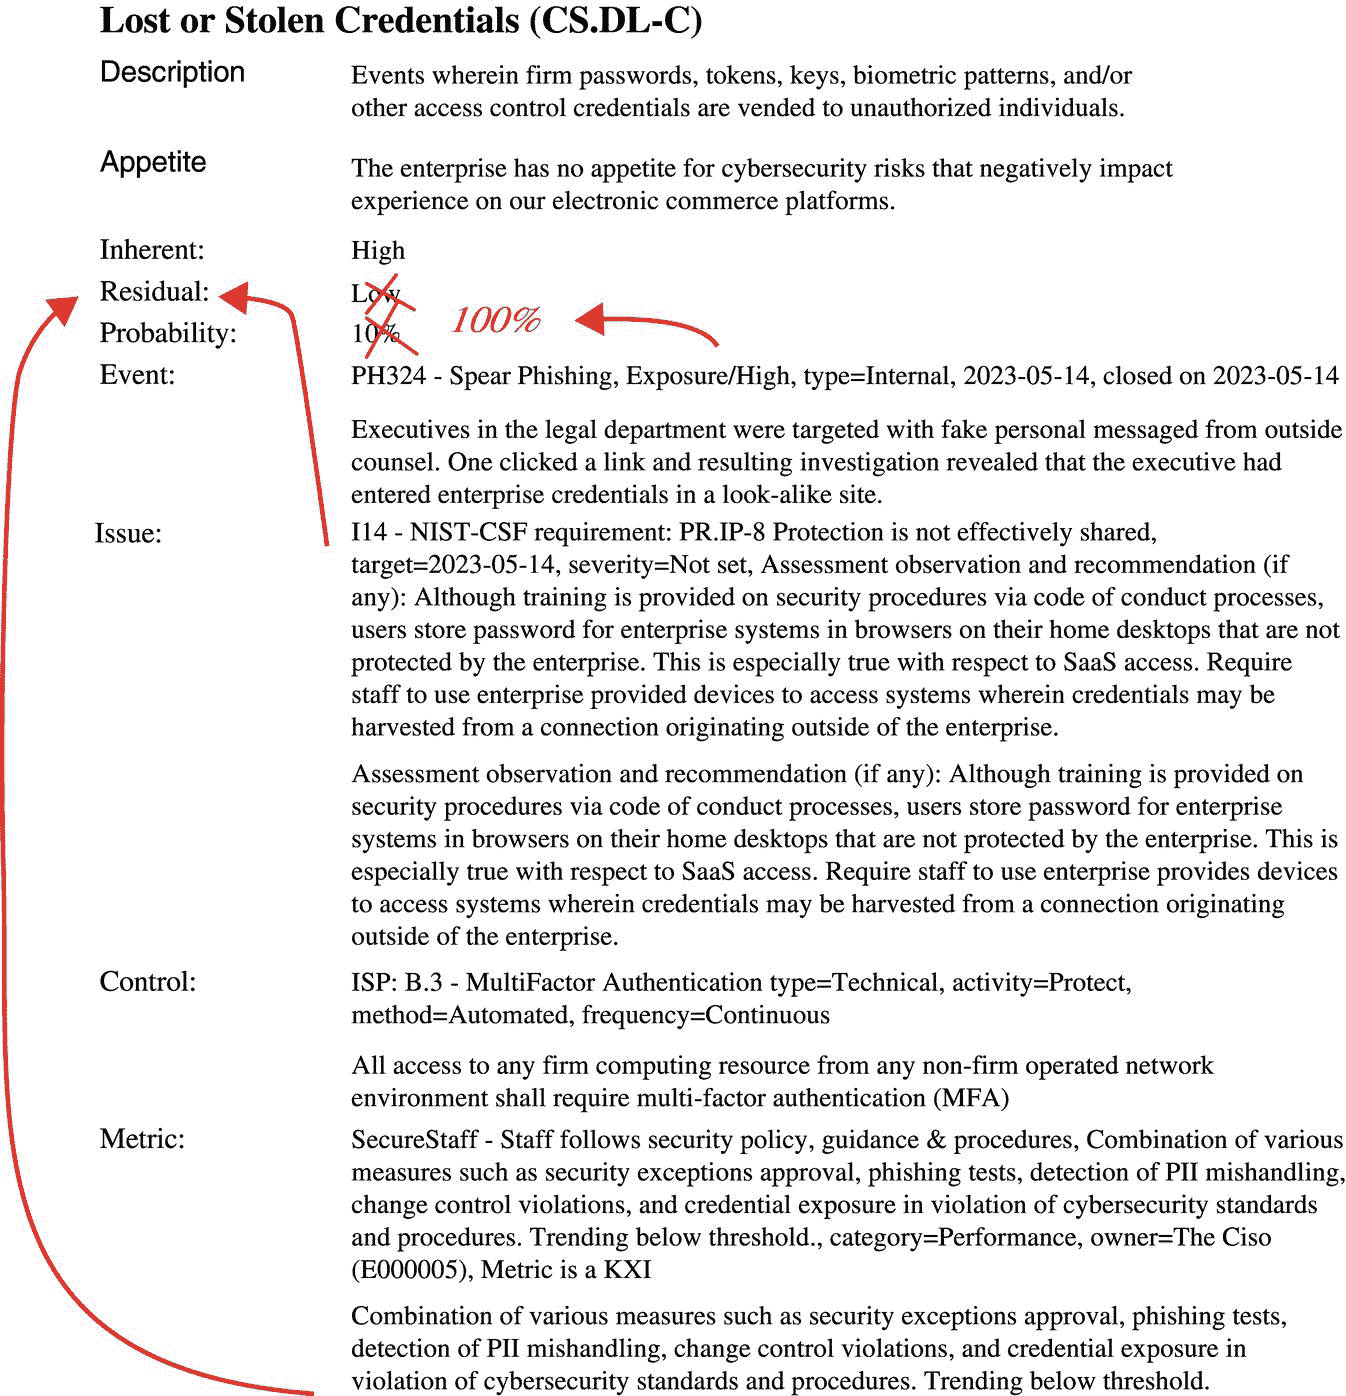 Lost or Stolen Credentials (CS.DL-C)
Description Events wherein firm passwords, tokens, keys, biometric patterns, and/or
other access control credentials are vended to unauthorized individuals.
Appetite The enterprise has no appetite for cybersecurity risks that negatively impact
experience on our electronic commerce platforms.
Inherent: High
Residual: Low
Probability: 10% 100%
Event: PH324 - Spear Phishing, Exposure/High, type=Internal, 2023-05-14, closed on 2023-05-14
Executives in the legal department were targeted with fake personal messaged from outside
counsel. One clicked a link and resulting investigation revealed that the executive had
entered enterprise credentials in a look-alike site.
Issue: I14 - NIST-CSF requirement: PR.IP-8 Protection is not effectively shared,
target=2023-05-14, severity=Not set, Assessment observation and recommendation (if
any): Although training is provided on security procedures via code of conduct processes,
users store password for enterprise systems in browsers on their home desktops that are not
protected by the enterprise. This is especially true with respect to SaaS access. Require
staff to use enterprise provided devices to access systems wherein credentials may be
harvested from a connection originating outside of the enterprise.
Assessment observation and recommendation (if any): Although training is provided on
security procedures via code of conduct processes, users store password for enterprise
systems in browsers on their home desktops that are not protected by the enterprise. This is
especially true with respect to SaaS access. Require staff to use enterprise provides devices
to access systems wherein credentials may be harvested from a connection originating
outside of the enterprise.
Control: ISP: B.3 - MultiFactor Authentication type=Technical, activity=Protect,
method=Automated, frequency=Continuous
All access to any firm computing resource from any non-firm operated network
environment shall require multi-factor authentication (MFA)
Metric: SecureStaff - Staff follows security policy, guidance & procedures, Combination of various
measures such as security exceptions approval, phishing tests, detection of PII mishandling,
change control violations, and credential exposure in violation of cybersecurity standards
and procedures. Trending below threshold., category=Performance, owner=The Ciso
(E000005), Metric is a KXI
Combination of various measures such as security exceptions approval, phishing tests,
detection of PII mishandling, change control violations, and credential exposure in
violation of cybersecurity standards and procedures. Trending below threshold.